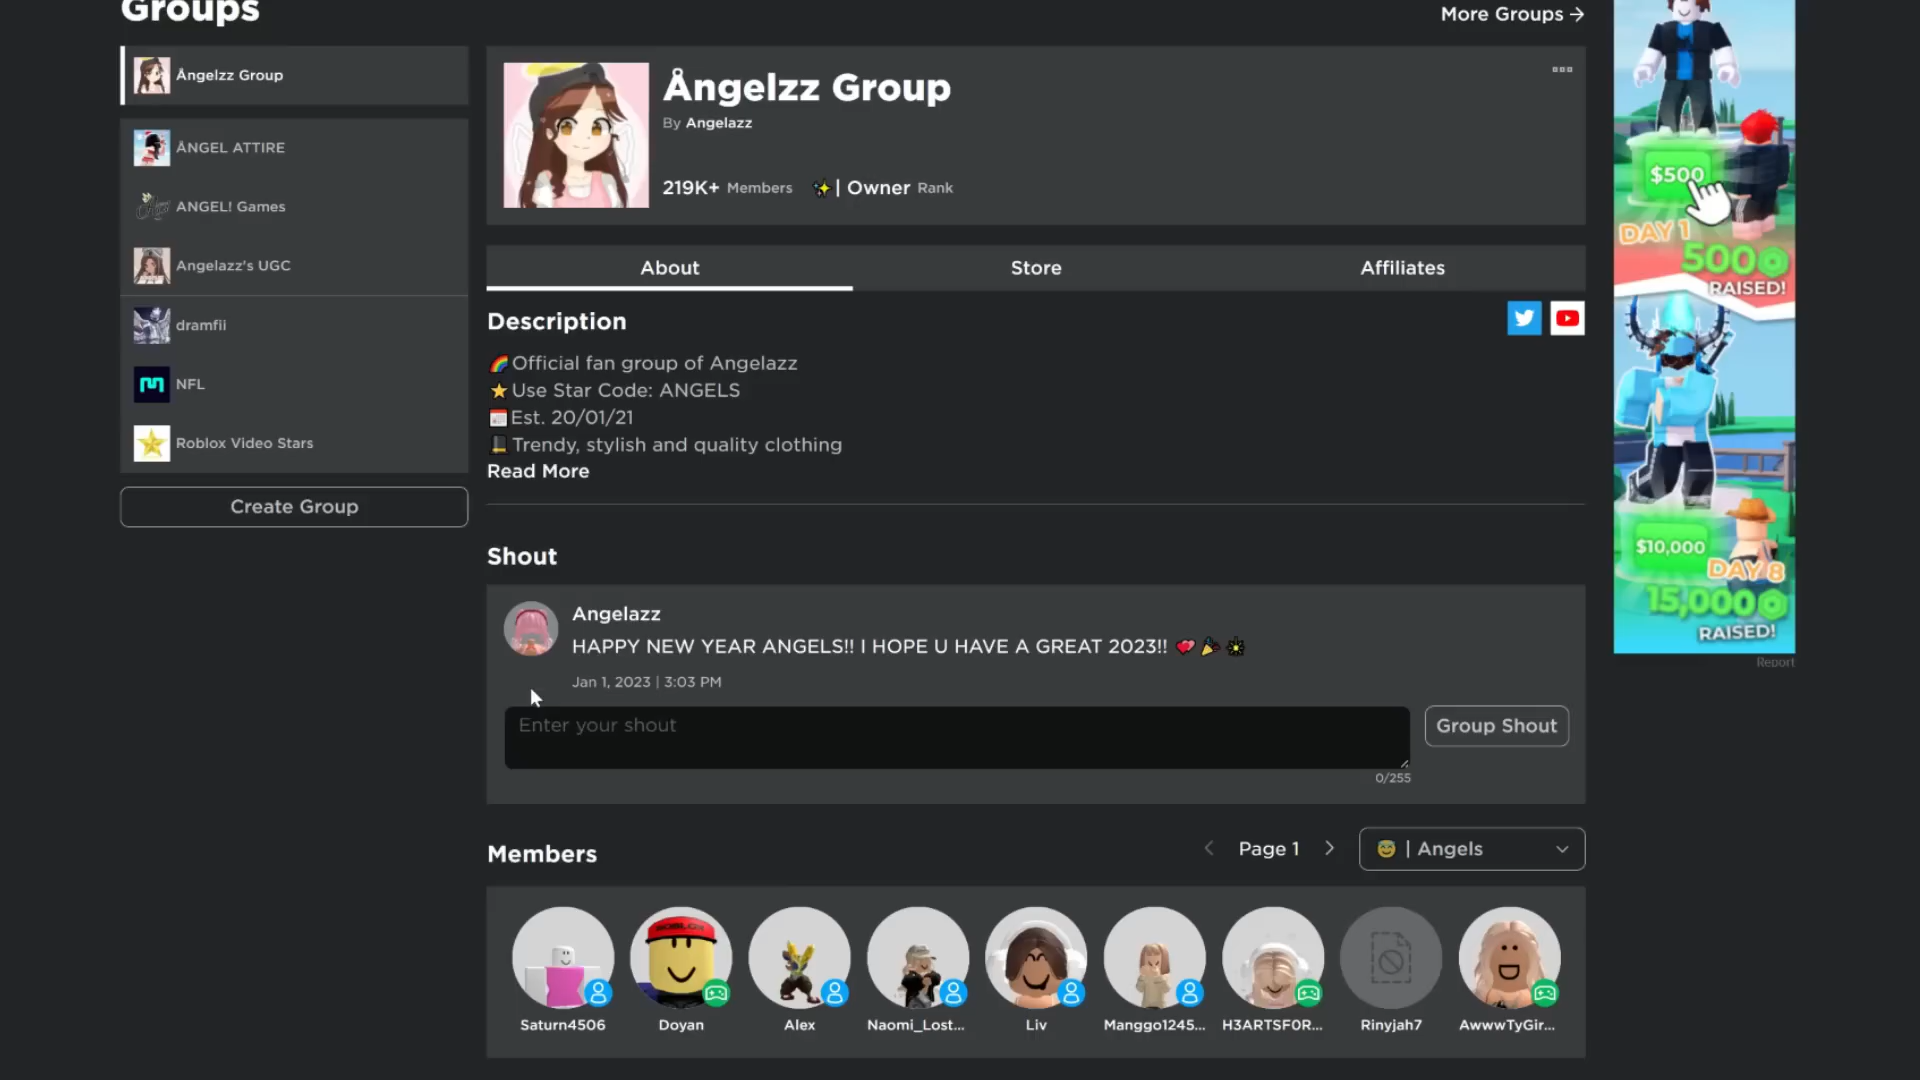 Groups
More Groups →
Ångelzz Group
ÅNGEL ATTIRE
ANGEL! Games
Angelazz's UGC
dramfii
NFL
Roblox Video Stars
Create Group
Ångelzz Group
By Angelazz
219K+ Members ✨ | Owner Rank
About
Store
Affiliates
Description
🌈Official fan group of Angelazz
⭐Use Star Code: ANGELS
📅Est. 20/01/21
Trendy, stylish and quality clothing
Read More
Shout
Angelazz
HAPPY NEW YEAR ANGELS!! I HOPE U HAVE A GREAT 2023!!
Jan 1, 2023 | 3:03 PM
Enter your shout
Group Shout
0/255
Members
Page 1
😇 | Angels
ROBLOX
Saturn4506
Doyan
Alex
Naomi_Lost...
Liv
Manggo1245...
H3ARTSF0R...
Rinyjah7
AwwwTyGir...
$500
DAY 1
500
RAISED!
$10,000
DAY 8
15,000
RAISED!
Report